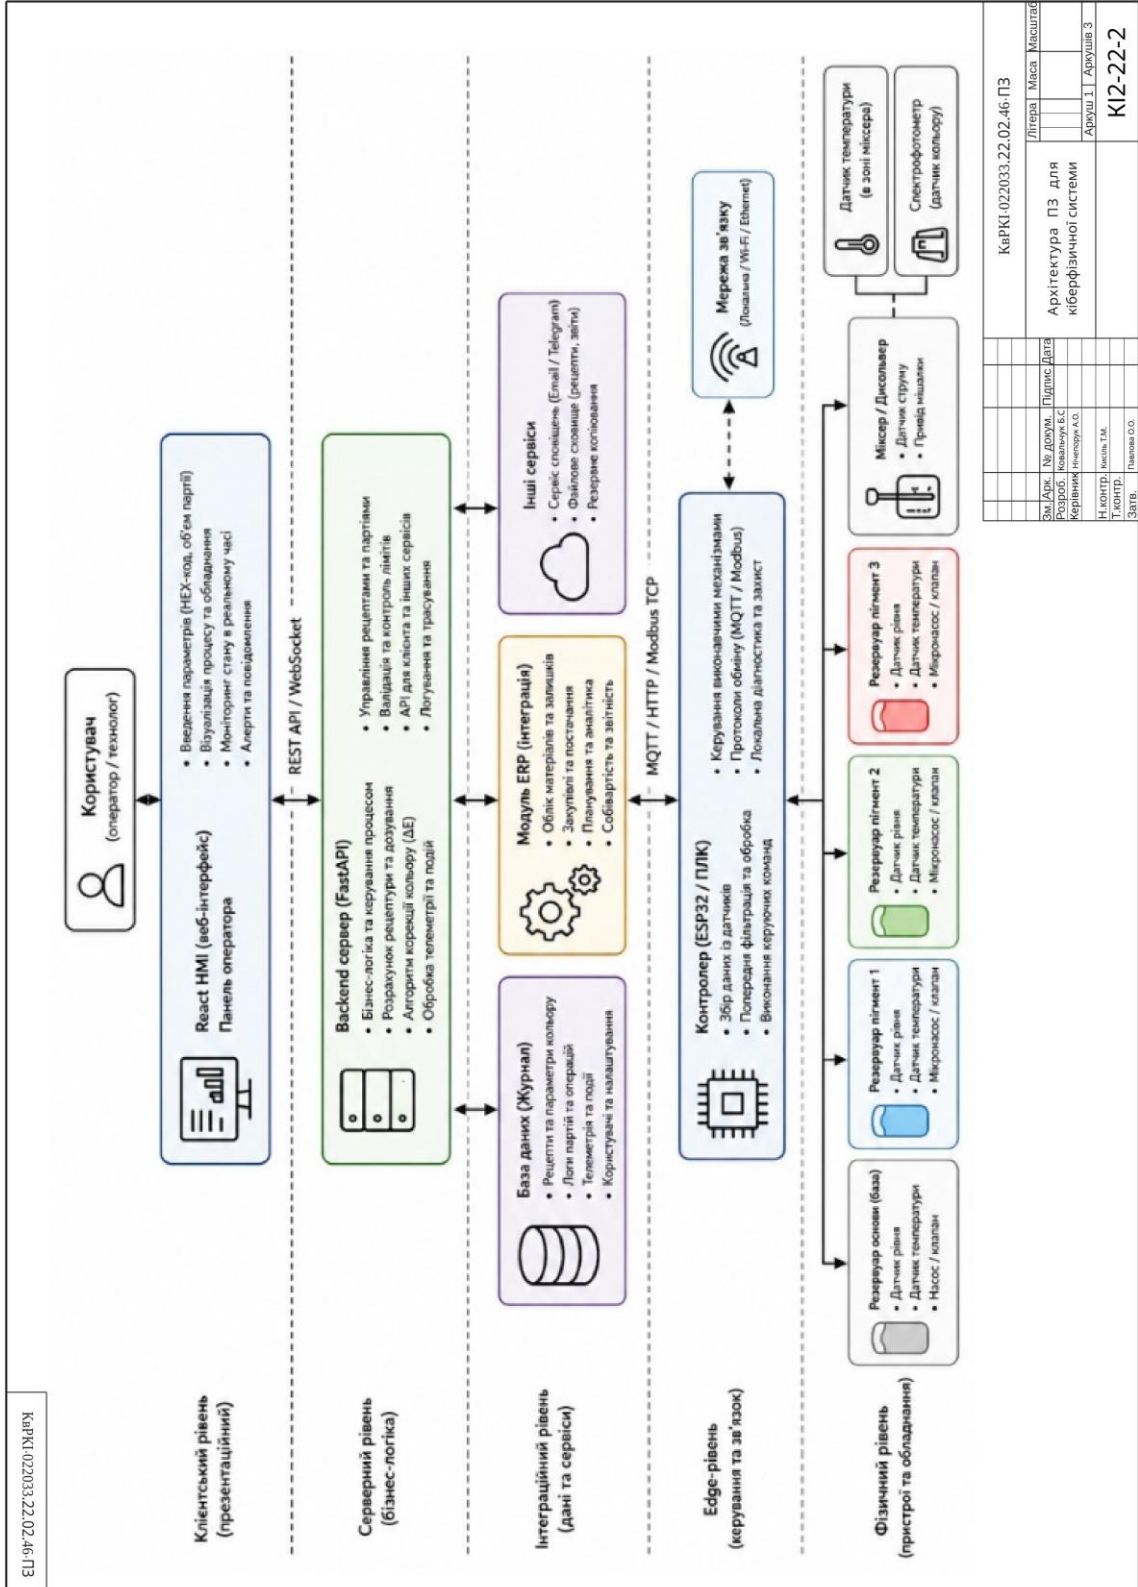 КвРКІ·022033.22.02.46·ПЗ
Користувач
(оператор / технолог)
Клієнтський рівень
(презентаційний)
React HMI (веб-інтерфейс)
Панель оператора
• Введення параметрів (HEX-код, об'єм партії)
• Візуалізація процесу та обладнання
• Моніторинг стану в реальному часі
• Алерти та повідомлення
REST API / WebSocket
Серверний рівень
(бізнес-логіка)
Backend сервер (FastAPI)
• Бізнес-логіка та керування процесом
• Розрахунок рецептури та дозування
• Алгоритм корекції кольору (ΔE)
• Обробка телеметрії та подій
• Управління рецептами та партіями
• Валідація та контроль лімітів
• API для клієнта та інших сервісів
• Логування та трасування
Інтеграційний рівень
(дані та сервіси)
База даних (Журнал)
• Рецепти та параметри кольору
• Логи партій та операцій
• Телеметрія та події
• Користувачі та налаштування
Модуль ERP (інтеграція)
• Облік матеріалів та залишків
• Закупівлі та постачання
• Планування та аналітика
• Собівартість та звітність
Інші сервіси
• Сервіс сповіщень (Email / Telegram)
• Файлове сховище (рецепти, звіти)
• Резервне копіювання
MQTT / HTTP / Modbus TCP
Edge-рівень
(керування та зв'язок)
Контролер (ESP32 / ПЛК)
• Збір даних із датчиків
• Попередня фільтрація та обробка
• Виконання керуючих команд
• Керування виконавчими механізмами
• Протоколи обміну (MQTT / Modbus)
• Локальна діагностика та захист
Мережа зв'язку
(Локальна / Wi-Fi / Ethernet)
Фізичний рівень
(пристрої та обладнання)
Резервуар основи (база)
• Датчик рівня
• Датчик температури
• Насос / клапан
Резервуар пігмент 1
• Датчик рівня
• Датчик температури
• Мікронасос / клапан
Резервуар пігмент 2
• Датчик рівня
• Датчик температури
• Мікронасос / клапан
Резервуар пігмент 3
• Датчик рівня
• Датчик температури
• Мікронасос / клапан
Міксер / Дисольвер
• Датчик струму
• Привід мішалки
Датчик температури
(в зоні міксера)
Спектрофотометр
(датчик кольору)
КвРКІ·022033.22.02.46·ПЗ
Зм. Арк. № докум. Підпис Дата
Розроб. Ковальчук Б.С
Керівник Нічепорук А.О.
Н.контр. Кисіль Т.М.
Т.контр.
Затв. Павлова О.О.
Архітектура ПЗ для
кіберфізичної системи
Літера Маса Масштаб
Аркуш 1 Аркушів 3
КІ2-22-2